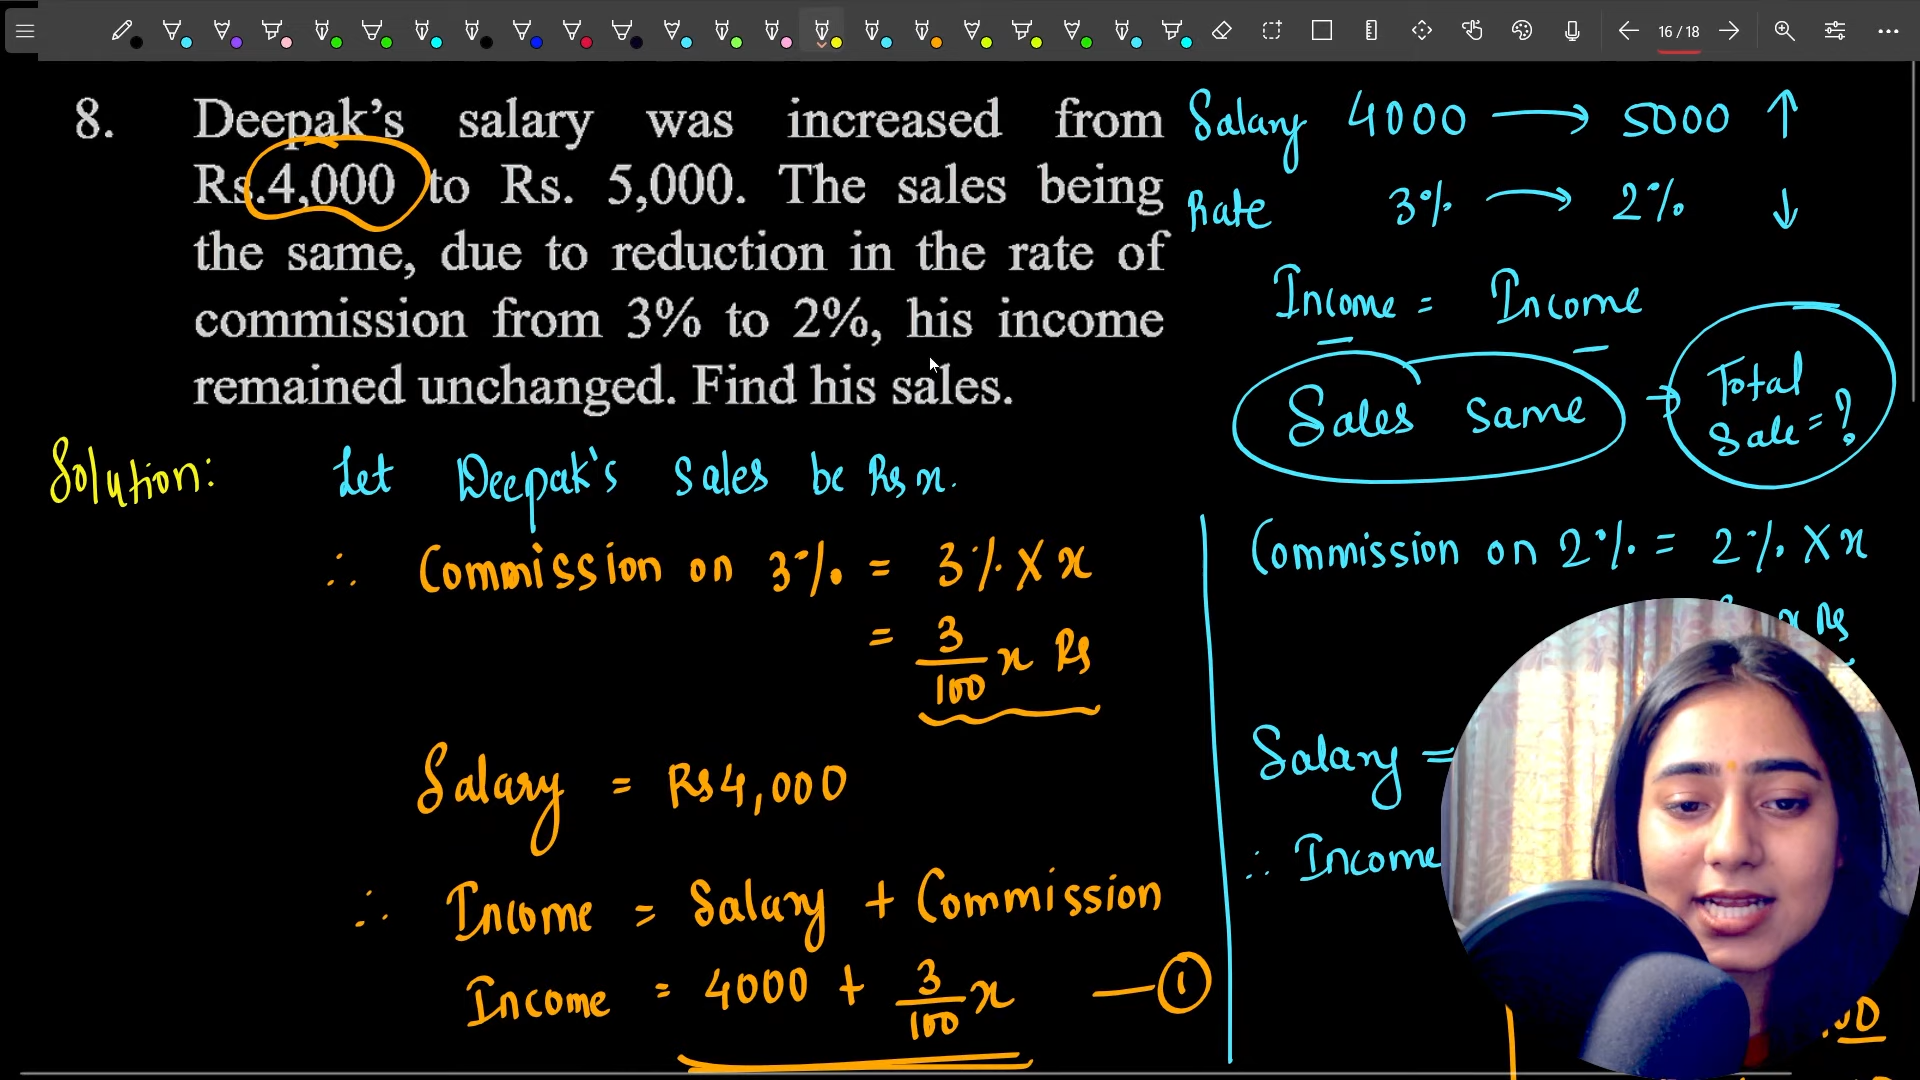 16 / 18
8. Deepak's salary was increased from
Rs.4,000 to Rs. 5,000. The sales being
the same, due to reduction in the rate of
commission from 3% to 2%, his income
remained unchanged. Find his sales.
Salary 4000 → 5000 ↑
Rate 3% → 2% ↓
Income = Income
Sales same → Total
Sale = ?
Solution: Let Deepak's Sales be Rs x.
∴ Commission on 3% = 3% × x
= 3/100 x Rs
Salary = Rs 4,000
∴ Income = Salary + Commission
Income = 4000 + 3/100 x — ①
Commission on 2% = 2% × x
x Rs
Salary =
∴ Income